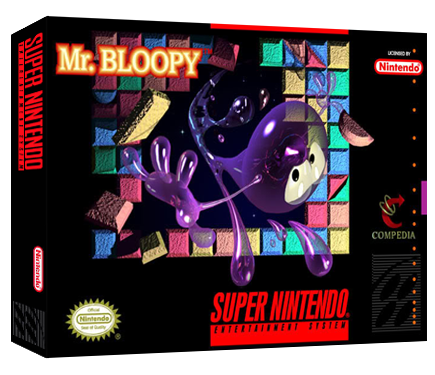 SUPER NINTENDO
Nintendo
Mr. BLOOPY
LICENSED BY
Nintendo
COMPEDIA
Official
Nintendo
Seal of Quality
SUPER NINTENDO
ENTERTAINMENT SYSTEM